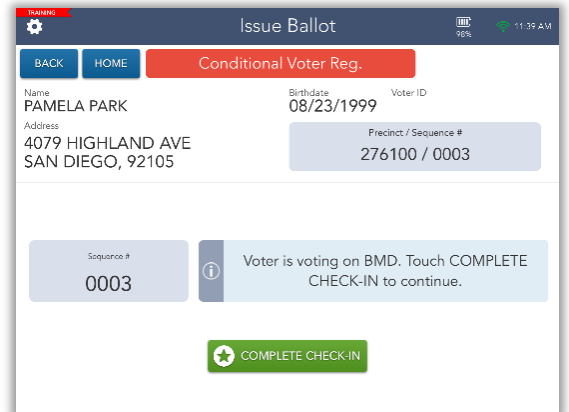 TRAINING
Issue Ballot
98%
11:39 AM
BACK
HOME
Conditional Voter Reg.
Name
PAMELA PARK
Birthdate
08/23/1999
Voter ID
Address
4079 HIGHLAND AVE
SAN DIEGO, 92105
Precinct / Sequence #
276100 / 0003
Sequence #
0003
Voter is voting on BMD. Touch COMPLETE
CHECK-IN to continue.
COMPLETE CHECK-IN